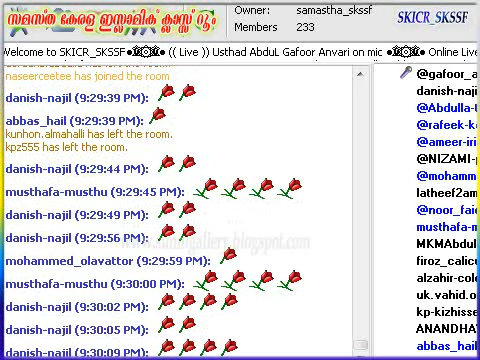 സമസ്ത കേരള ഇസ്ലാമിക് ക്ലാസ്സ് റൂം
Owner: samastha_skssf
Members 233
SKICR_SKSSF
Welcome to SKICR_SKSSF (( Live )) Usthad AbduL Gafoor Anvari on mic Online Live
naseerceetee has joined the room
danish-najil (9:29:39 PM):
abbas_hail (9:29:39 PM):
kunhon.almahalli has left the room.
kpz555 has left the room.
danish-najil (9:29:44 PM):
musthafa-musthu (9:29:45 PM):
danish-najil (9:29:49 PM):
danish-najil (9:29:56 PM):
mohammed_olavattor (9:29:59 PM):
musthafa-musthu (9:30:00 PM):
danish-najil (9:30:02 PM):
danish-najil (9:30:05 PM):
danish-najil (9:30:09 PM):
@gafoor_a
danish-naji
@Abdulla-t
@rafeek-k
@ameer-iri
@NIZAMI-p
@mohamm
latheef2am
@noor_faiz
musthafa-m
MKMAbdul
firoz_calicu
alzahir-cole
uk.vahid.o
kp-kizhisse
ANANDHAY
abbas_hail